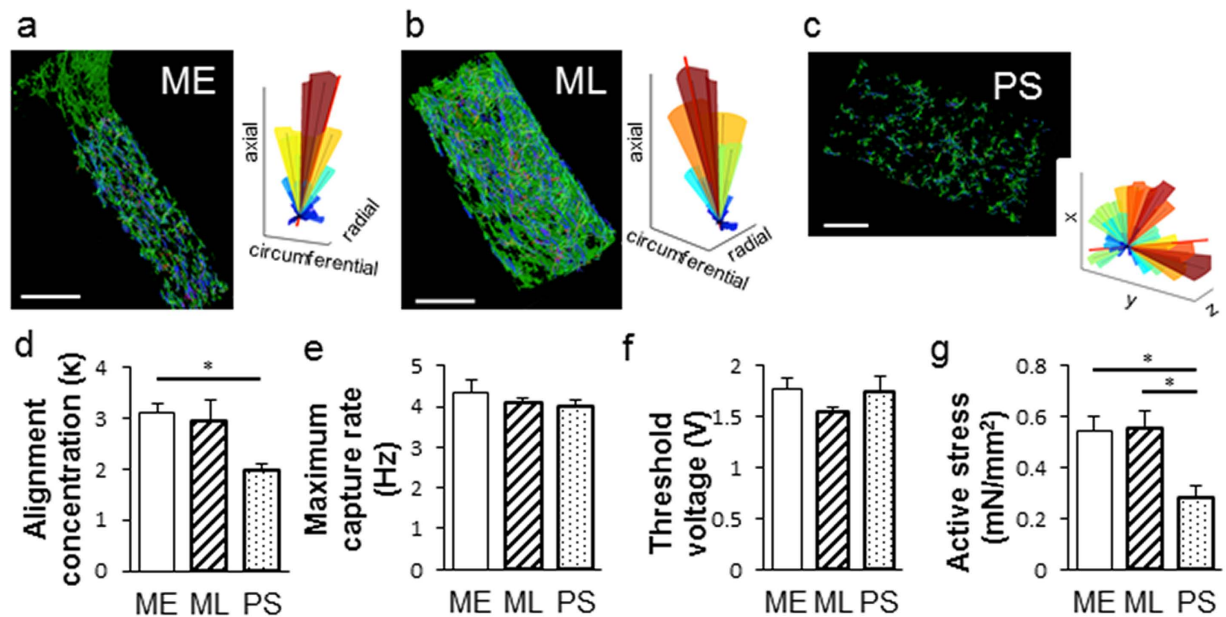 a
b
c
ME
ML
PS
axial
radial
circumferential
axial
radial
circumferential
x
y
z
d
e
f
g
Alignment
concentration (κ)
4
3
2
1
0
*
ME ML PS
Maximum
capture rate
(Hz)
5
4
3
2
1
0
ME ML PS
Threshold
voltage (V)
2
1.5
1
0.5
0
ME ML PS
Active stress
(mN/mm²)
0.8
0.6
0.4
0.2
0
*
*
ME ML PS